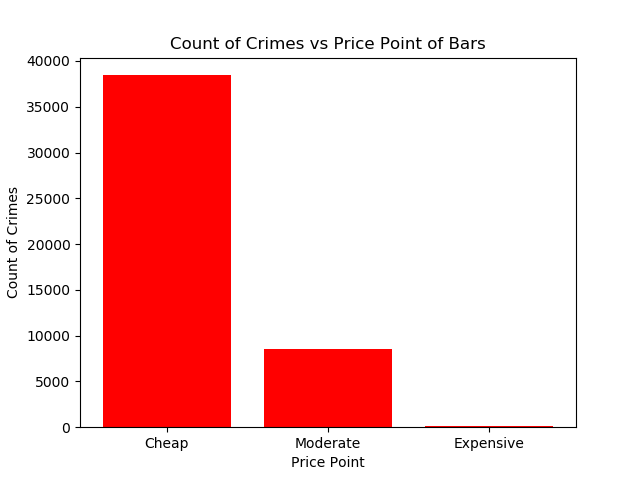 Count of Crimes vs Price Point of Bars
40000
35000
30000
25000
20000
15000
10000
5000
0
Count of Crimes
Cheap Moderate Expensive
Price Point